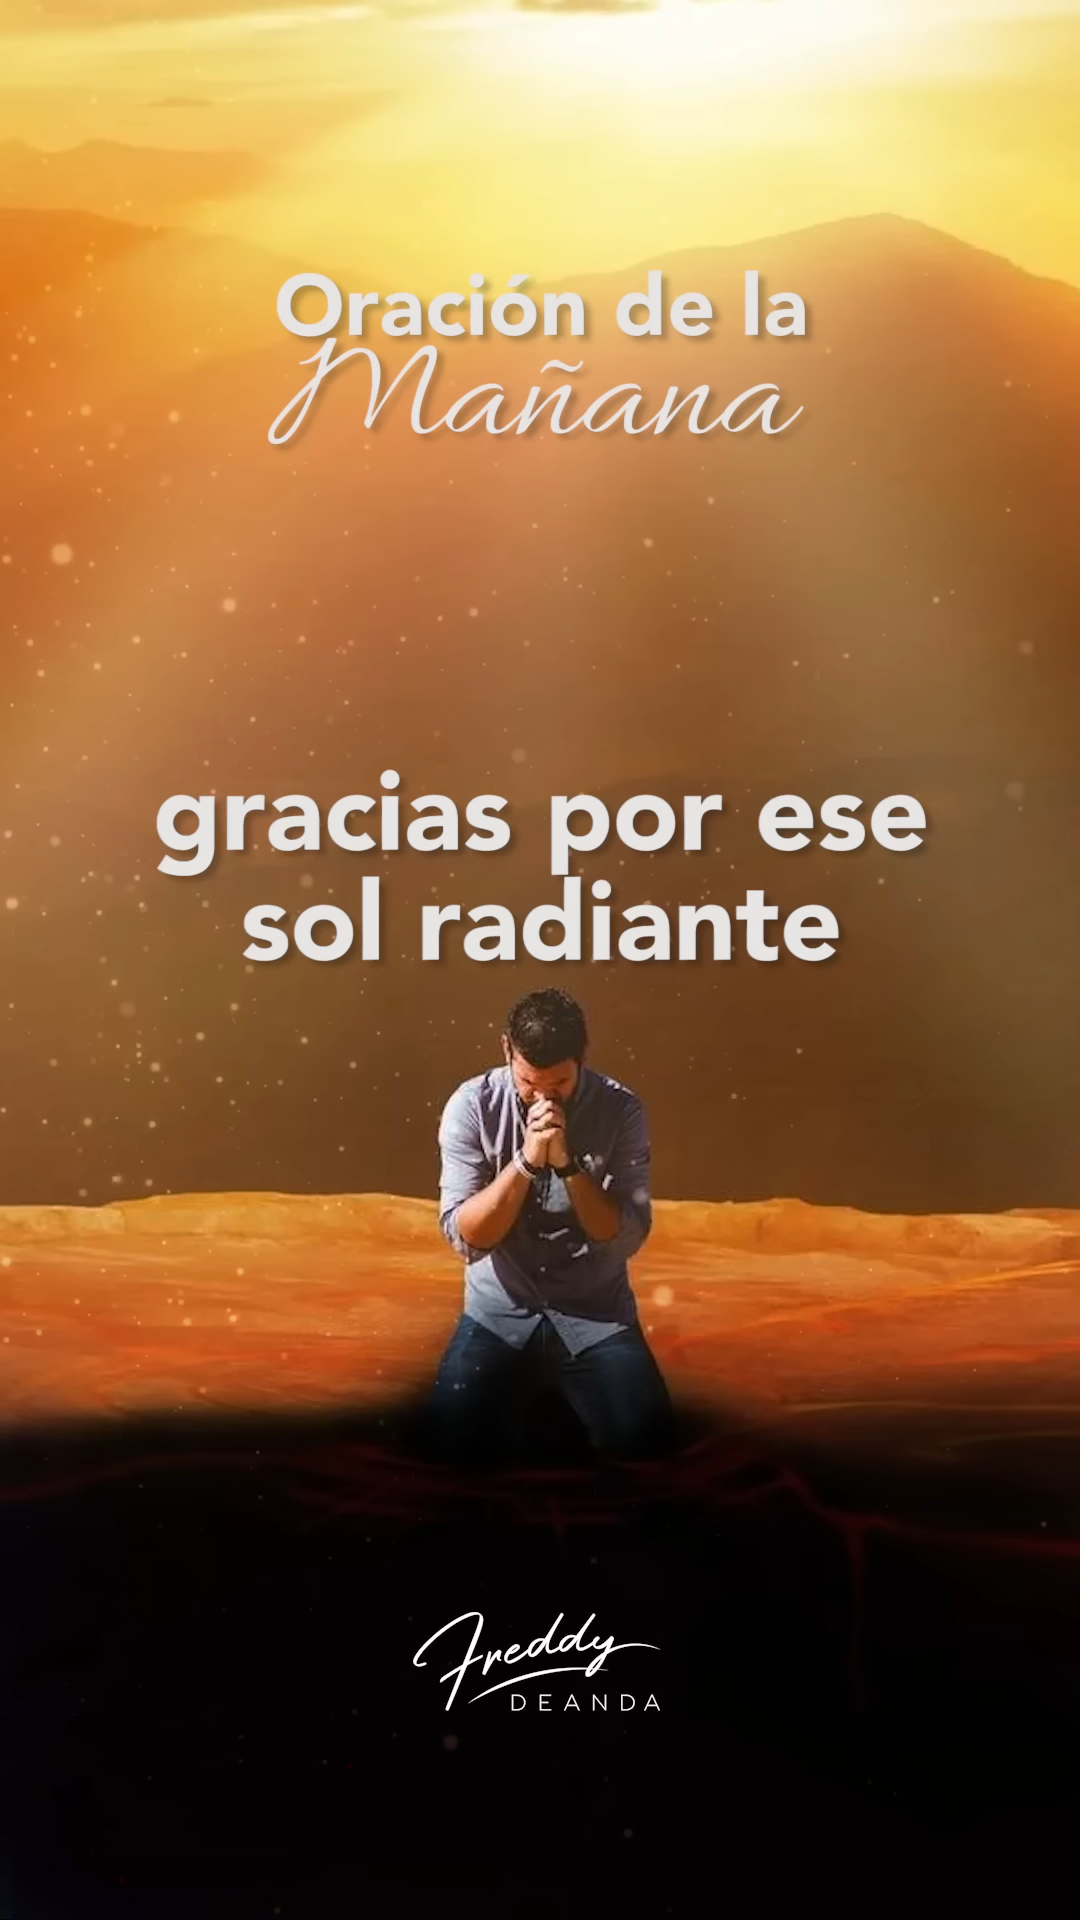 Oración de la
Mañana
gracias por ese
sol radiante
Freddy
DEANDA